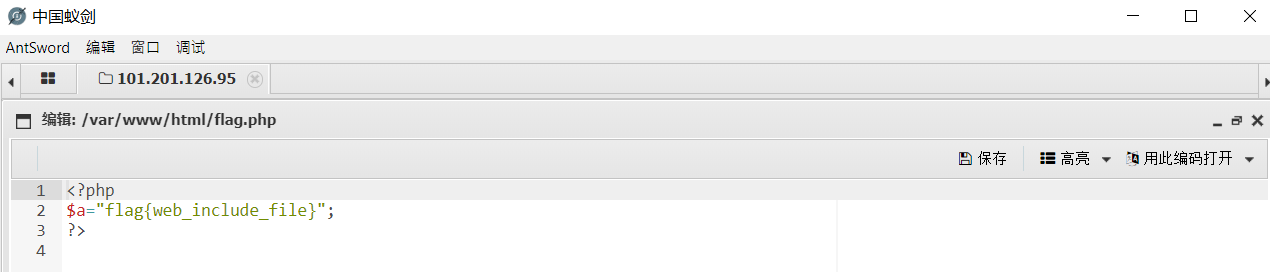 中国蚁剑
AntSword 编辑 窗口 调试
101.201.126.95
编辑: /var/www/html/flag.php
保存 高亮 用此编码打开
1 <?php
2 $a="flag{web_include_file}";
3 ?>
4